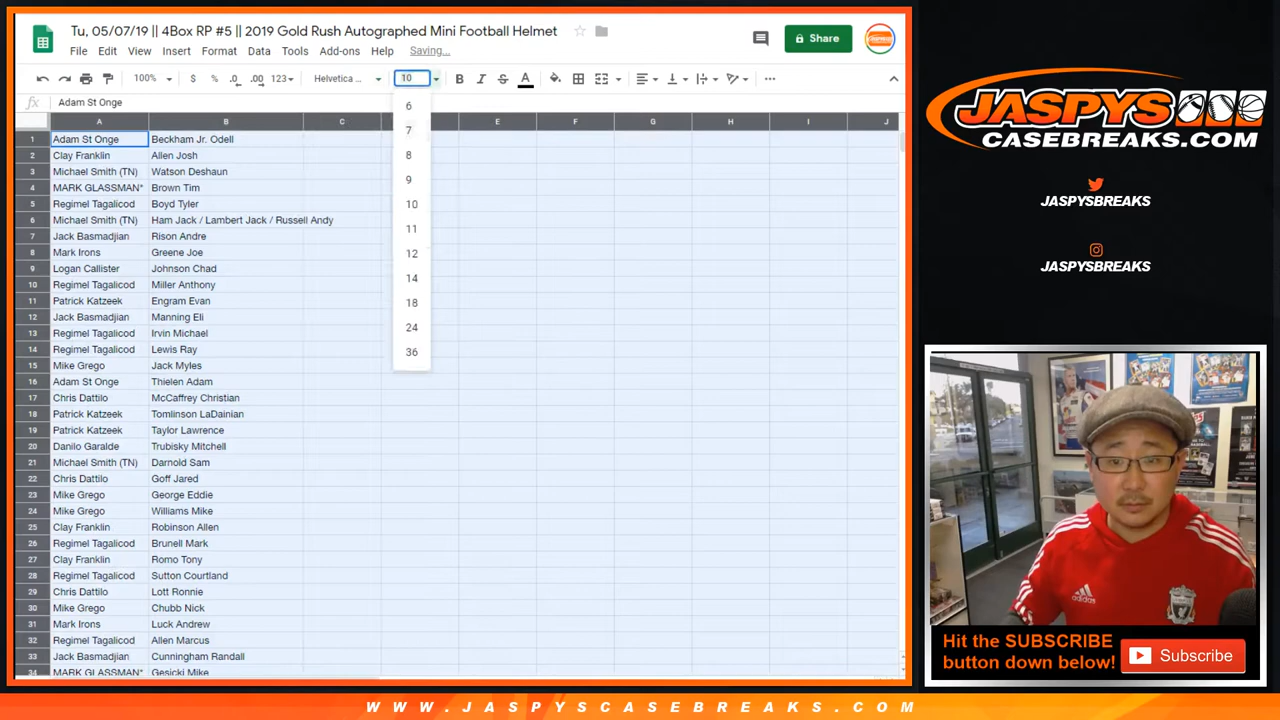 Tu, 05/07/19 || 4Box RP #5 || 2019 Gold Rush Autographed Mini Football Helmet
File Edit View Insert Format Data Tools Add-ons Help Saving...
Share
100% $ % .0 .00 123 Helvetica ... 10 B I S A
fx Adam St Onge
A B C E F G H I J
1 Adam St Onge Beckham Jr. Odell
2 Clay Franklin Allen Josh
3 Michael Smith (TN) Watson Deshaun
4 MARK GLASSMAN* Brown Tim
5 Regimel Tagalicod Boyd Tyler
6 Michael Smith (TN) Ham Jack / Lambert Jack / Russell Andy
7 Jack Basmadjian Rison Andre
8 Mark Irons Greene Joe
9 Logan Callister Johnson Chad
10 Regimel Tagalicod Miller Anthony
11 Patrick Katzeek Engram Evan
12 Jack Basmadjian Manning Eli
13 Regimel Tagalicod Irvin Michael
14 Regimel Tagalicod Lewis Ray
15 Mike Grego Jack Myles
16 Adam St Onge Thielen Adam
17 Chris Dattilo McCaffrey Christian
18 Patrick Katzeek Tomlinson LaDainian
19 Patrick Katzeek Taylor Lawrence
20 Danilo Garalde Trubisky Mitchell
21 Michael Smith (TN) Darnold Sam
22 Chris Dattilo Goff Jared
23 Mike Grego George Eddie
24 Mike Grego Williams Mike
25 Clay Franklin Robinson Allen
26 Regimel Tagalicod Brunell Mark
27 Clay Franklin Romo Tony
28 Regimel Tagalicod Sutton Courtland
29 Chris Dattilo Lott Ronnie
30 Mike Grego Chubb Nick
31 Mark Irons Luck Andrew
32 Regimel Tagalicod Allen Marcus
33 Jack Basmadjian Cunningham Randall
34 MARK GLASSMAN* Gesicki Mike
6
7
8
9
10
11
12
14
18
24
36
JASPYS
CASEBREAKS.COM
JASPYSBREAKS
JASPYSBREAKS
Hit the SUBSCRIBE
button down below!
Subscribe
WWW.JASPYSCASEBREAKS.COM